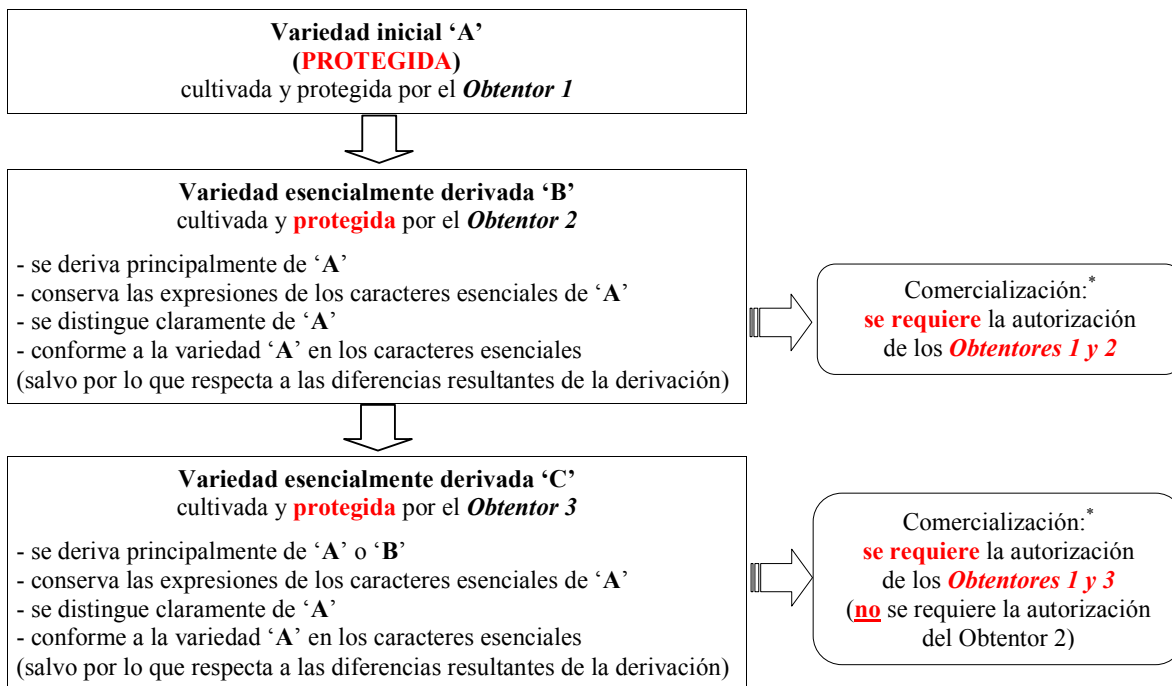 Variedad inicial ‘A’
(PROTEGIDA)
cultivada y protegida por el Obtentor 1
Variedad esencialmente derivada ‘B’
cultivada y protegida por el Obtentor 2
- se deriva principalmente de ‘A’
- conserva las expresiones de los caracteres esenciales de ‘A’
- se distingue claramente de ‘A’
- conforme a la variedad ‘A’ en los caracteres esenciales
(salvo por lo que respecta a las diferencias resultantes de la derivación)
Comercialización:*
se requiere la autorización
de los Obtentores 1 y 2
Variedad esencialmente derivada ‘C’
cultivada y protegida por el Obtentor 3
- se deriva principalmente de ‘A’ o ‘B’
- conserva las expresiones de los caracteres esenciales de ‘A’
- se distingue claramente de ‘A’
- conforme a la variedad ‘A’ en los caracteres esenciales
(salvo por lo que respecta a las diferencias resultantes de la derivación)
Comercialización:*
se requiere la autorización
de los Obtentores 1 y 3
(no se requiere la autorización
del Obtentor 2)